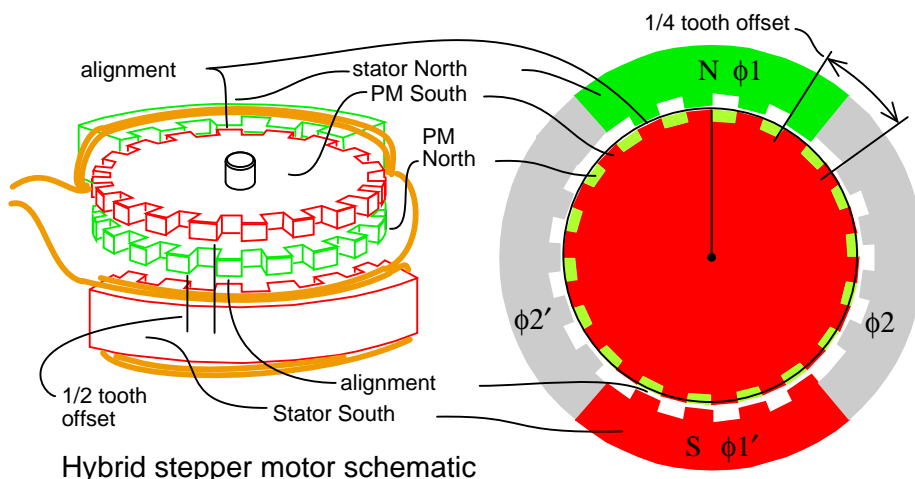 1/4 tooth offset
alignment
stator North
PM South
PM
North
N ϕ1
ϕ2′
ϕ2
1/2 tooth
offset
alignment
Stator South
S ϕ1′
Hybrid stepper motor schematic